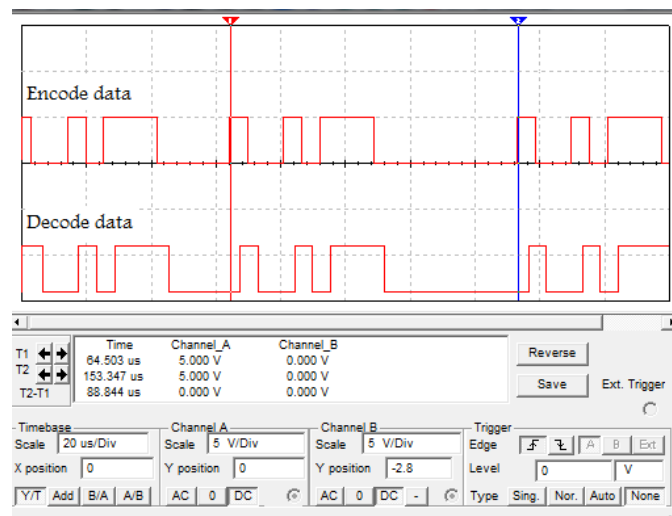 1
2
Encode data
Decode data
Time Channel_A Channel_B
T1 64.503 us 5.000 V 0.000 V
T2 153.347 us 5.000 V 0.000 V
T2-T1 88.844 us 0.000 V 0.000 V
Reverse
Save
Ext. Trigger
Timebase
Scale 20 us/Div
X position 0
Y/T Add B/A A/B
Channel A
Scale 5 V/Div
Y position 0
AC 0 DC
Channel B
Scale 5 V/Div
Y position -2.8
AC 0 DC -
Trigger
Edge A B Ext
Level 0 V
Type Sing. Nor. Auto None